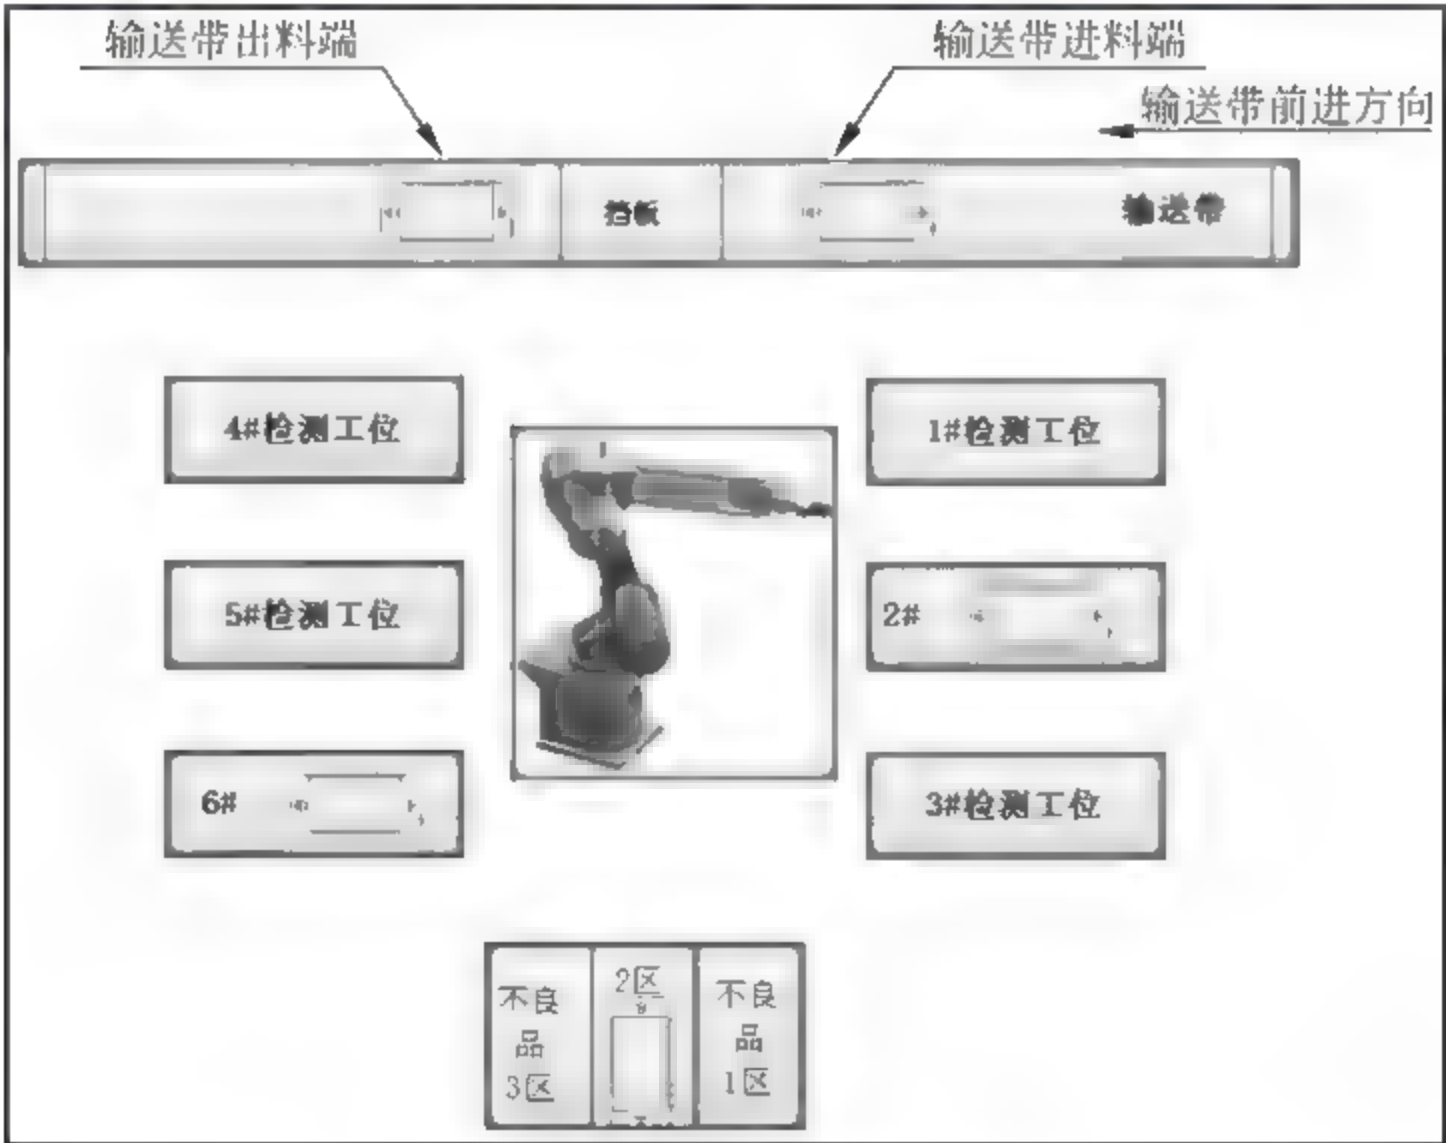 输送带出料端
输送带进料端
输送带前进方向
挡板
输送带
4#检测工位
1#检测工位
5#检测工位
2#
6#
3#检测工位
不良
品
3区
2区
不良
品
1区